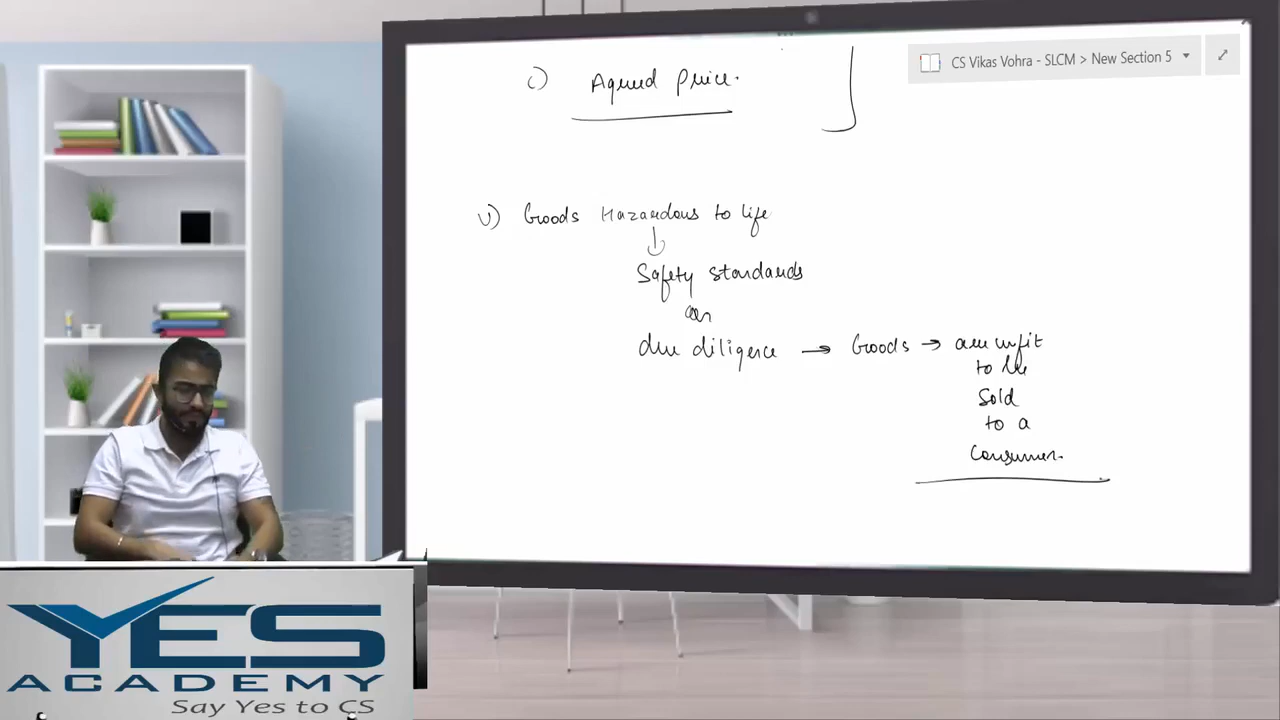 CS Vikas Vohra - SLCM > New Section 5
c) Agreed price.
v) Goods Hazardous to life
Safety standards
or
due diligence → Goods → are unfit
to be
sold
to a
Consumer.
YES
ACADEMY
Say Yes to CS